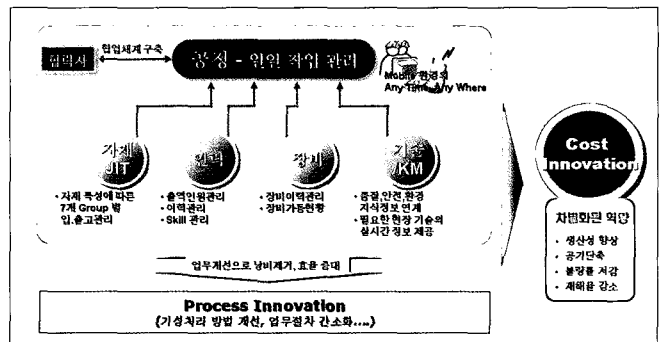 협력사
협업체계 구축
공정 - 일일 작업 관리
Mobile 환경의
Any Time, Any Where
자재
JIT
인력
장비
기술
/KM
• 자재 특성에 따른
7개 Group 별
입.출고관리
• 출역인원관리
• 이력관리
• Skill 관리
• 장비이력관리
• 장비가동현황
• 품질,안전,환경
지식정보 연계
• 필요한 현장 기술의
실시간 정보 제공
업무개선으로 낭비제거, 효율 증대
Process Innovation
(기성처리 방법 개선, 업무절차 간소화....)
Cost
Innovation
차별화된 역량
• 생산성 향상
• 공기단축
• 불량률 저감
• 재해율 감소